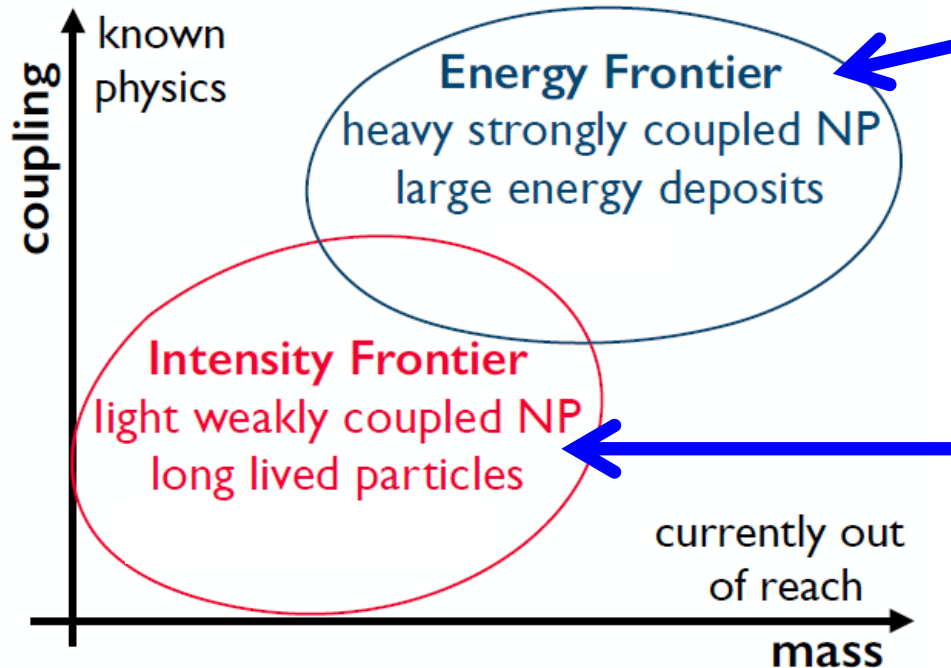 known
physics
coupling
Energy Frontier
heavy strongly coupled NP
large energy deposits
Intensity Frontier
light weakly coupled NP
long lived particles
currently out
of reach
mass